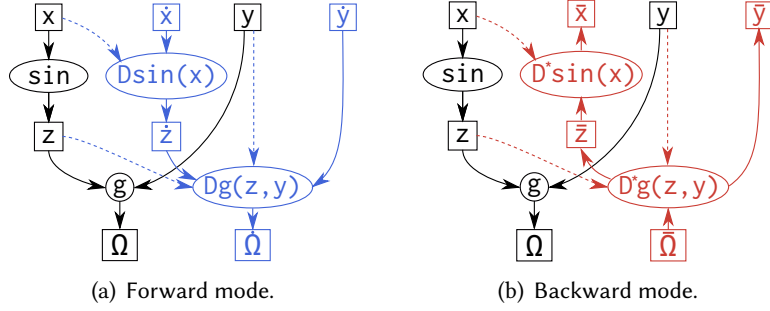 x ẋ y ẏ
sin Dsin(x)
z ż
g Dg(z,y)
Ω Ω̇
(a) Forward mode.
x x̄ y ȳ
sin D*sin(x)
z z̄
g D*g(z,y)
Ω Ω̄
(b) Backward mode.